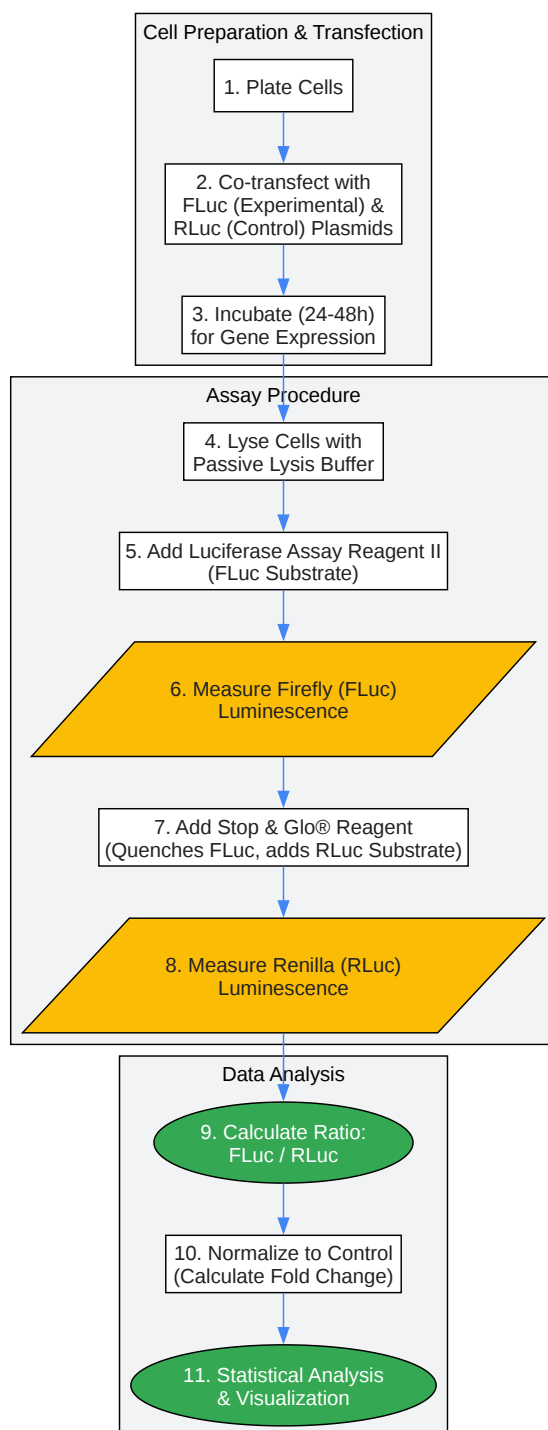 Cell Preparation & Transfection
1. Plate Cells
2. Co-transfect with
FLuc (Experimental) &
RLuc (Control) Plasmids
3. Incubate (24-48h)
for Gene Expression
Assay Procedure
4. Lyse Cells with
Passive Lysis Buffer
5. Add Luciferase Assay Reagent II
(FLuc Substrate)
6. Measure Firefly (FLuc)
Luminescence
7. Add Stop & Glo® Reagent
(Quenches FLuc, adds RLuc Substrate)
8. Measure Renilla (RLuc)
Luminescence
Data Analysis
9. Calculate Ratio:
FLuc / RLuc
10. Normalize to Control
(Calculate Fold Change)
11. Statistical Analysis
& Visualization